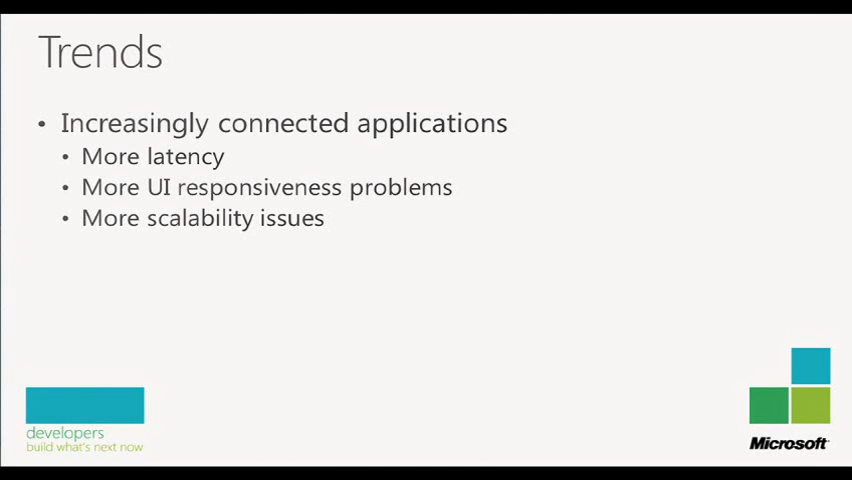 Trends
• Increasingly connected applications
• More latency
• More UI responsiveness problems
• More scalability issues
developers
build what's next now
Microsoft